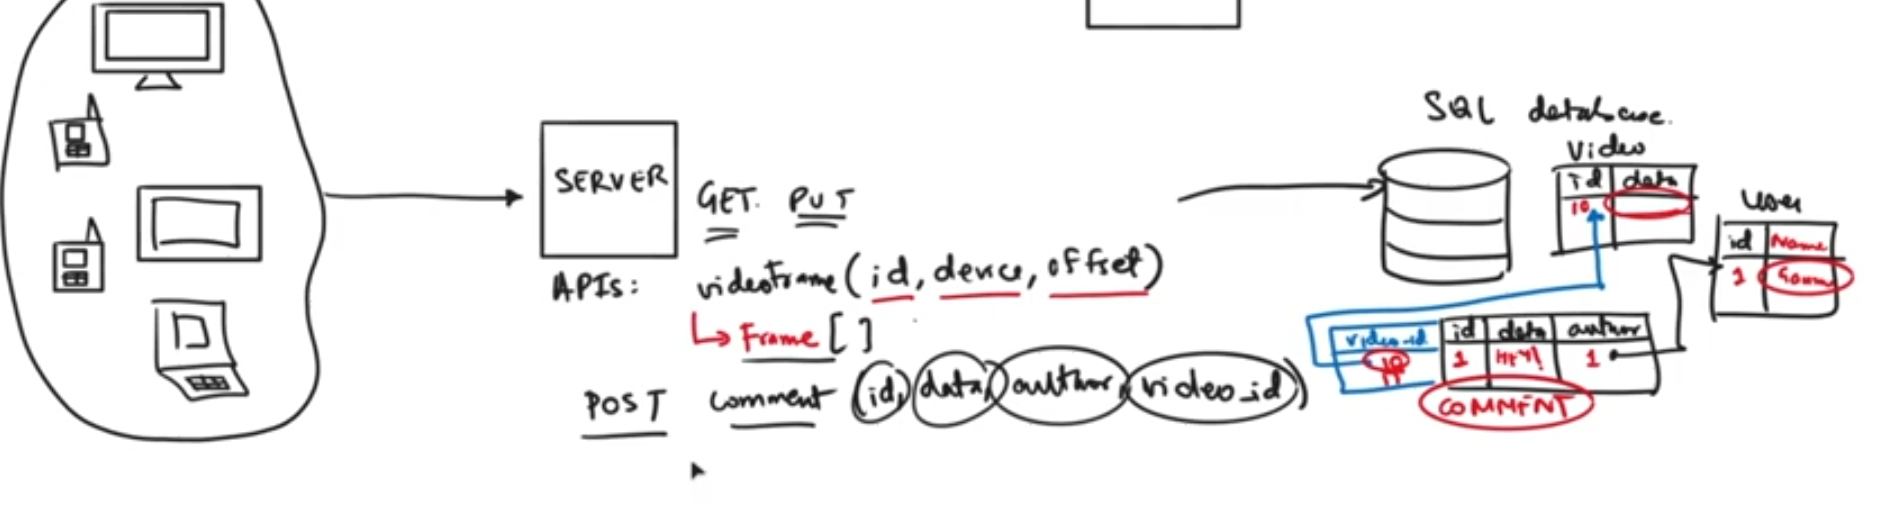 SQL database.
Video
id data
10
User
id Name
1
SERVER
GET PUT
APIs: videoframe (id, device, offset)
Frame []
video_id id data author
10 1 HEY! 1
POST comment (id, data, author, video_id)
COMMENT